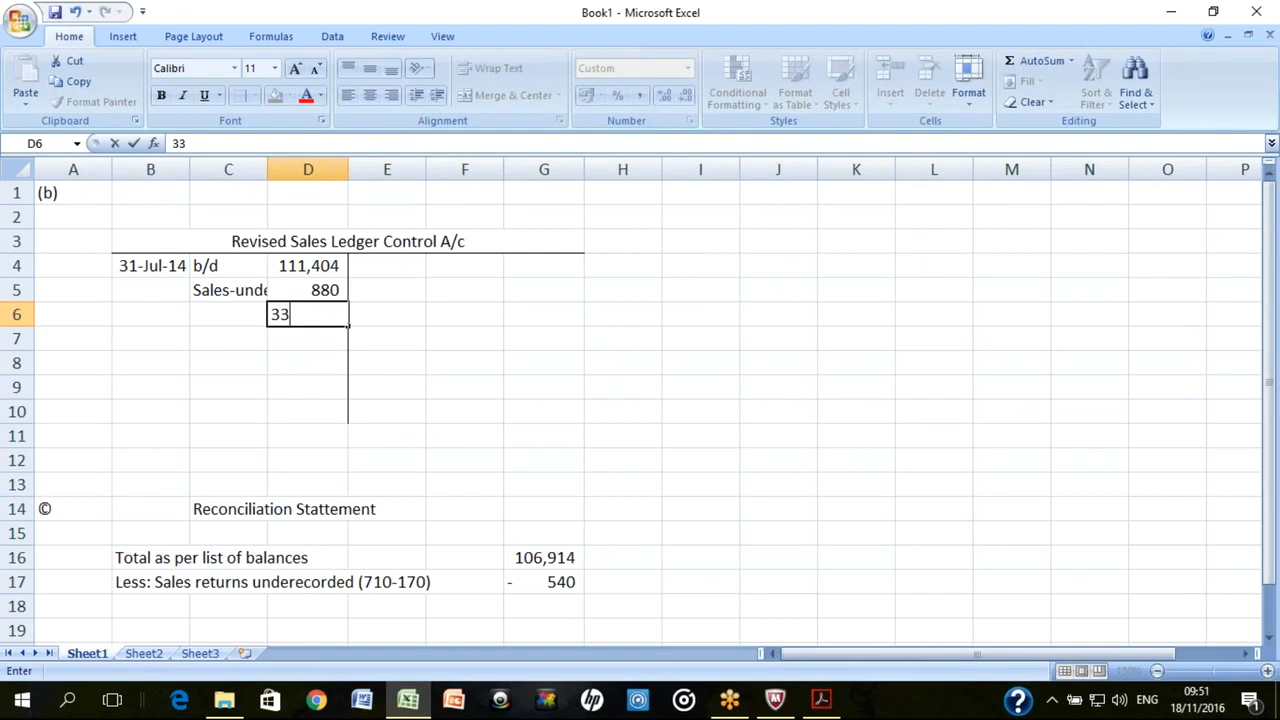 Book1 - Microsoft Excel
Home Insert Page Layout Formulas Data Review View
Paste Cut Copy Format Painter Clipboard
Calibri 11 A A B I U A Font
Wrap Text Merge & Center Alignment
Custom % , Number
Conditional Formatting Format as Table Cell Styles Styles
Insert Delete Format Cells
Σ AutoSum Fill Clear Sort & Filter Find & Select Editing
D6 fx 33
A B C D E F G H I J K L M N O P
1 (b)
2
3 Revised Sales Ledger Control A/c
4 31-Jul-14 b/d 111,404
5 Sales-unde 880
6 33
7
8
9
10
11
12
13
14 © Reconciliation Stattement
15
16 Total as per list of balances 106,914
17 Less: Sales returns underecorded (710-170) - 540
18
19
Sheet1 Sheet2 Sheet3
Enter
ENG 09:51
18/11/2016